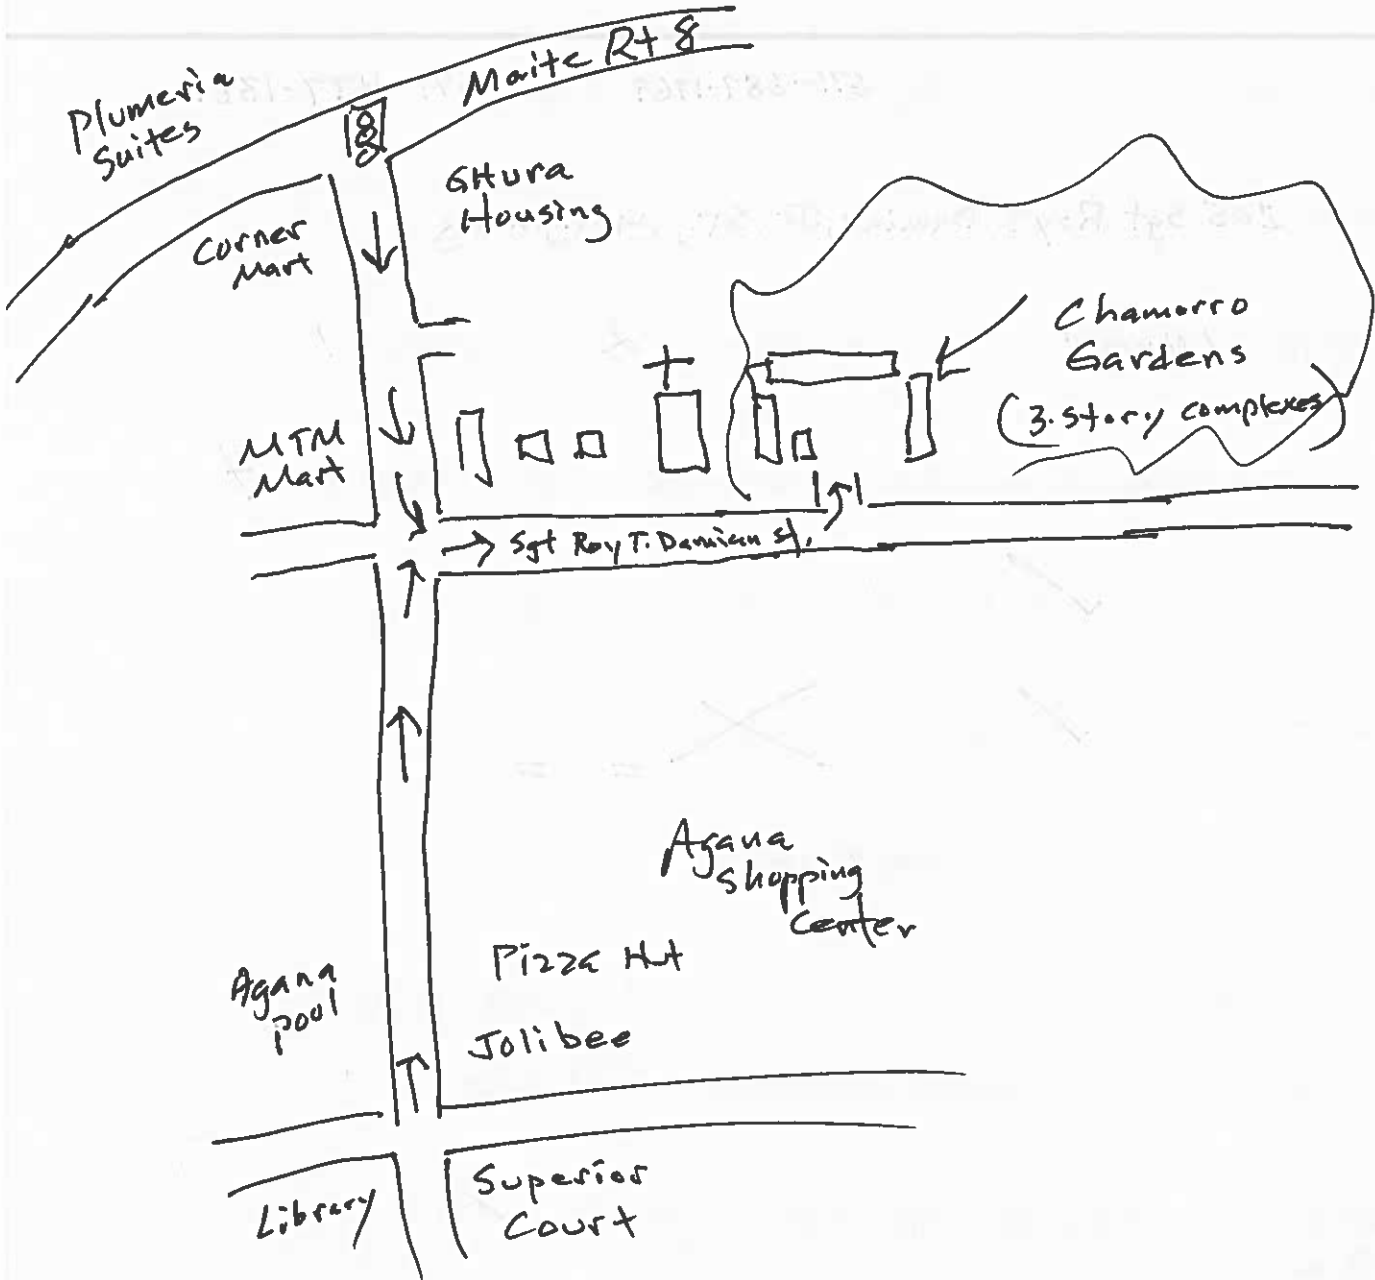 Maite Rt 8
Plumeria
Suites
GHura
Housing
Corner
Mart
Chamorro
Gardens
(3. story complexes)
MTM
Mart
Sgt Roy T. Damian St.
Agana
Shopping
Center
Pizza Hut
Agana
pool
Jolibee
Superior
Court
Library